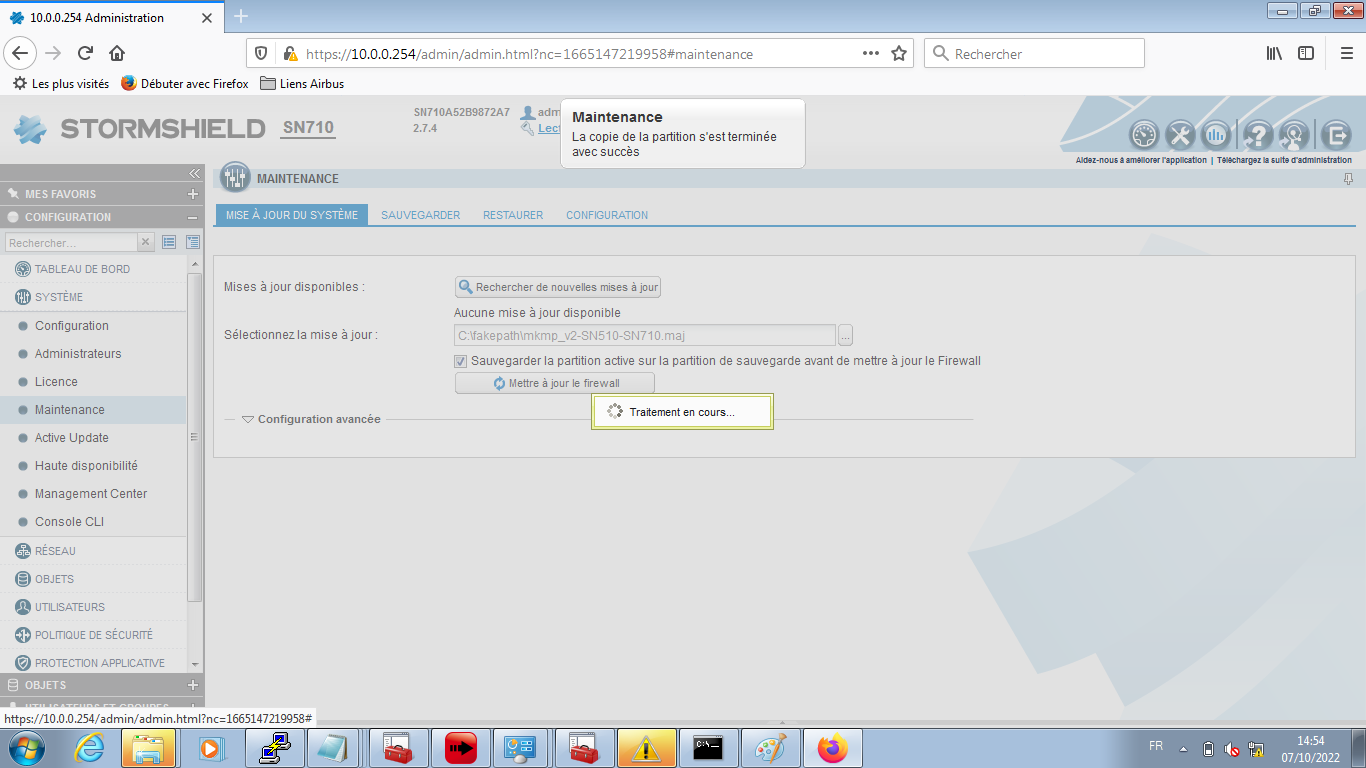 10.0.0.254 Administration
https://10.0.0.254/admin/admin.html?nc=1665147219958#maintenance
Rechercher
Les plus visités
Débuter avec Firefox
Liens Airbus
STORMSHIELD SN710
SN710A52B9872A7
2.7.4
adm
Lect
Maintenance
La copie de la partition s'est terminée
avec succès
Aidez-nous à améliorer l'application | Téléchargez la suite d'administration
MES FAVORIS
CONFIGURATION
Rechercher...
TABLEAU DE BORD
SYSTÈME
Configuration
Administrateurs
Licence
Maintenance
Active Update
Haute disponibilité
Management Center
Console CLI
RÉSEAU
OBJETS
UTILISATEURS
POLITIQUE DE SÉCURITÉ
PROTECTION APPLICATIVE
OBJETS
UTILISATEURS ET GROUPES
MAINTENANCE
MISE À JOUR DU SYSTÈME
SAUVEGARDER
RESTAURER
CONFIGURATION
Mises à jour disponibles :
Rechercher de nouvelles mises à jour
Aucune mise à jour disponible
Sélectionnez la mise à jour :
C:\fakepath\mkmp_v2-SN510-SN710.maj
...
Sauvegarder la partition active sur la partition de sauvegarde avant de mettre à jour le Firewall
Mettre à jour le firewall
Traitement en cours...
Configuration avancée
https://10.0.0.254/admin/admin.html?nc=1665147219958#
C:\_
FR
14:54
07/10/2022